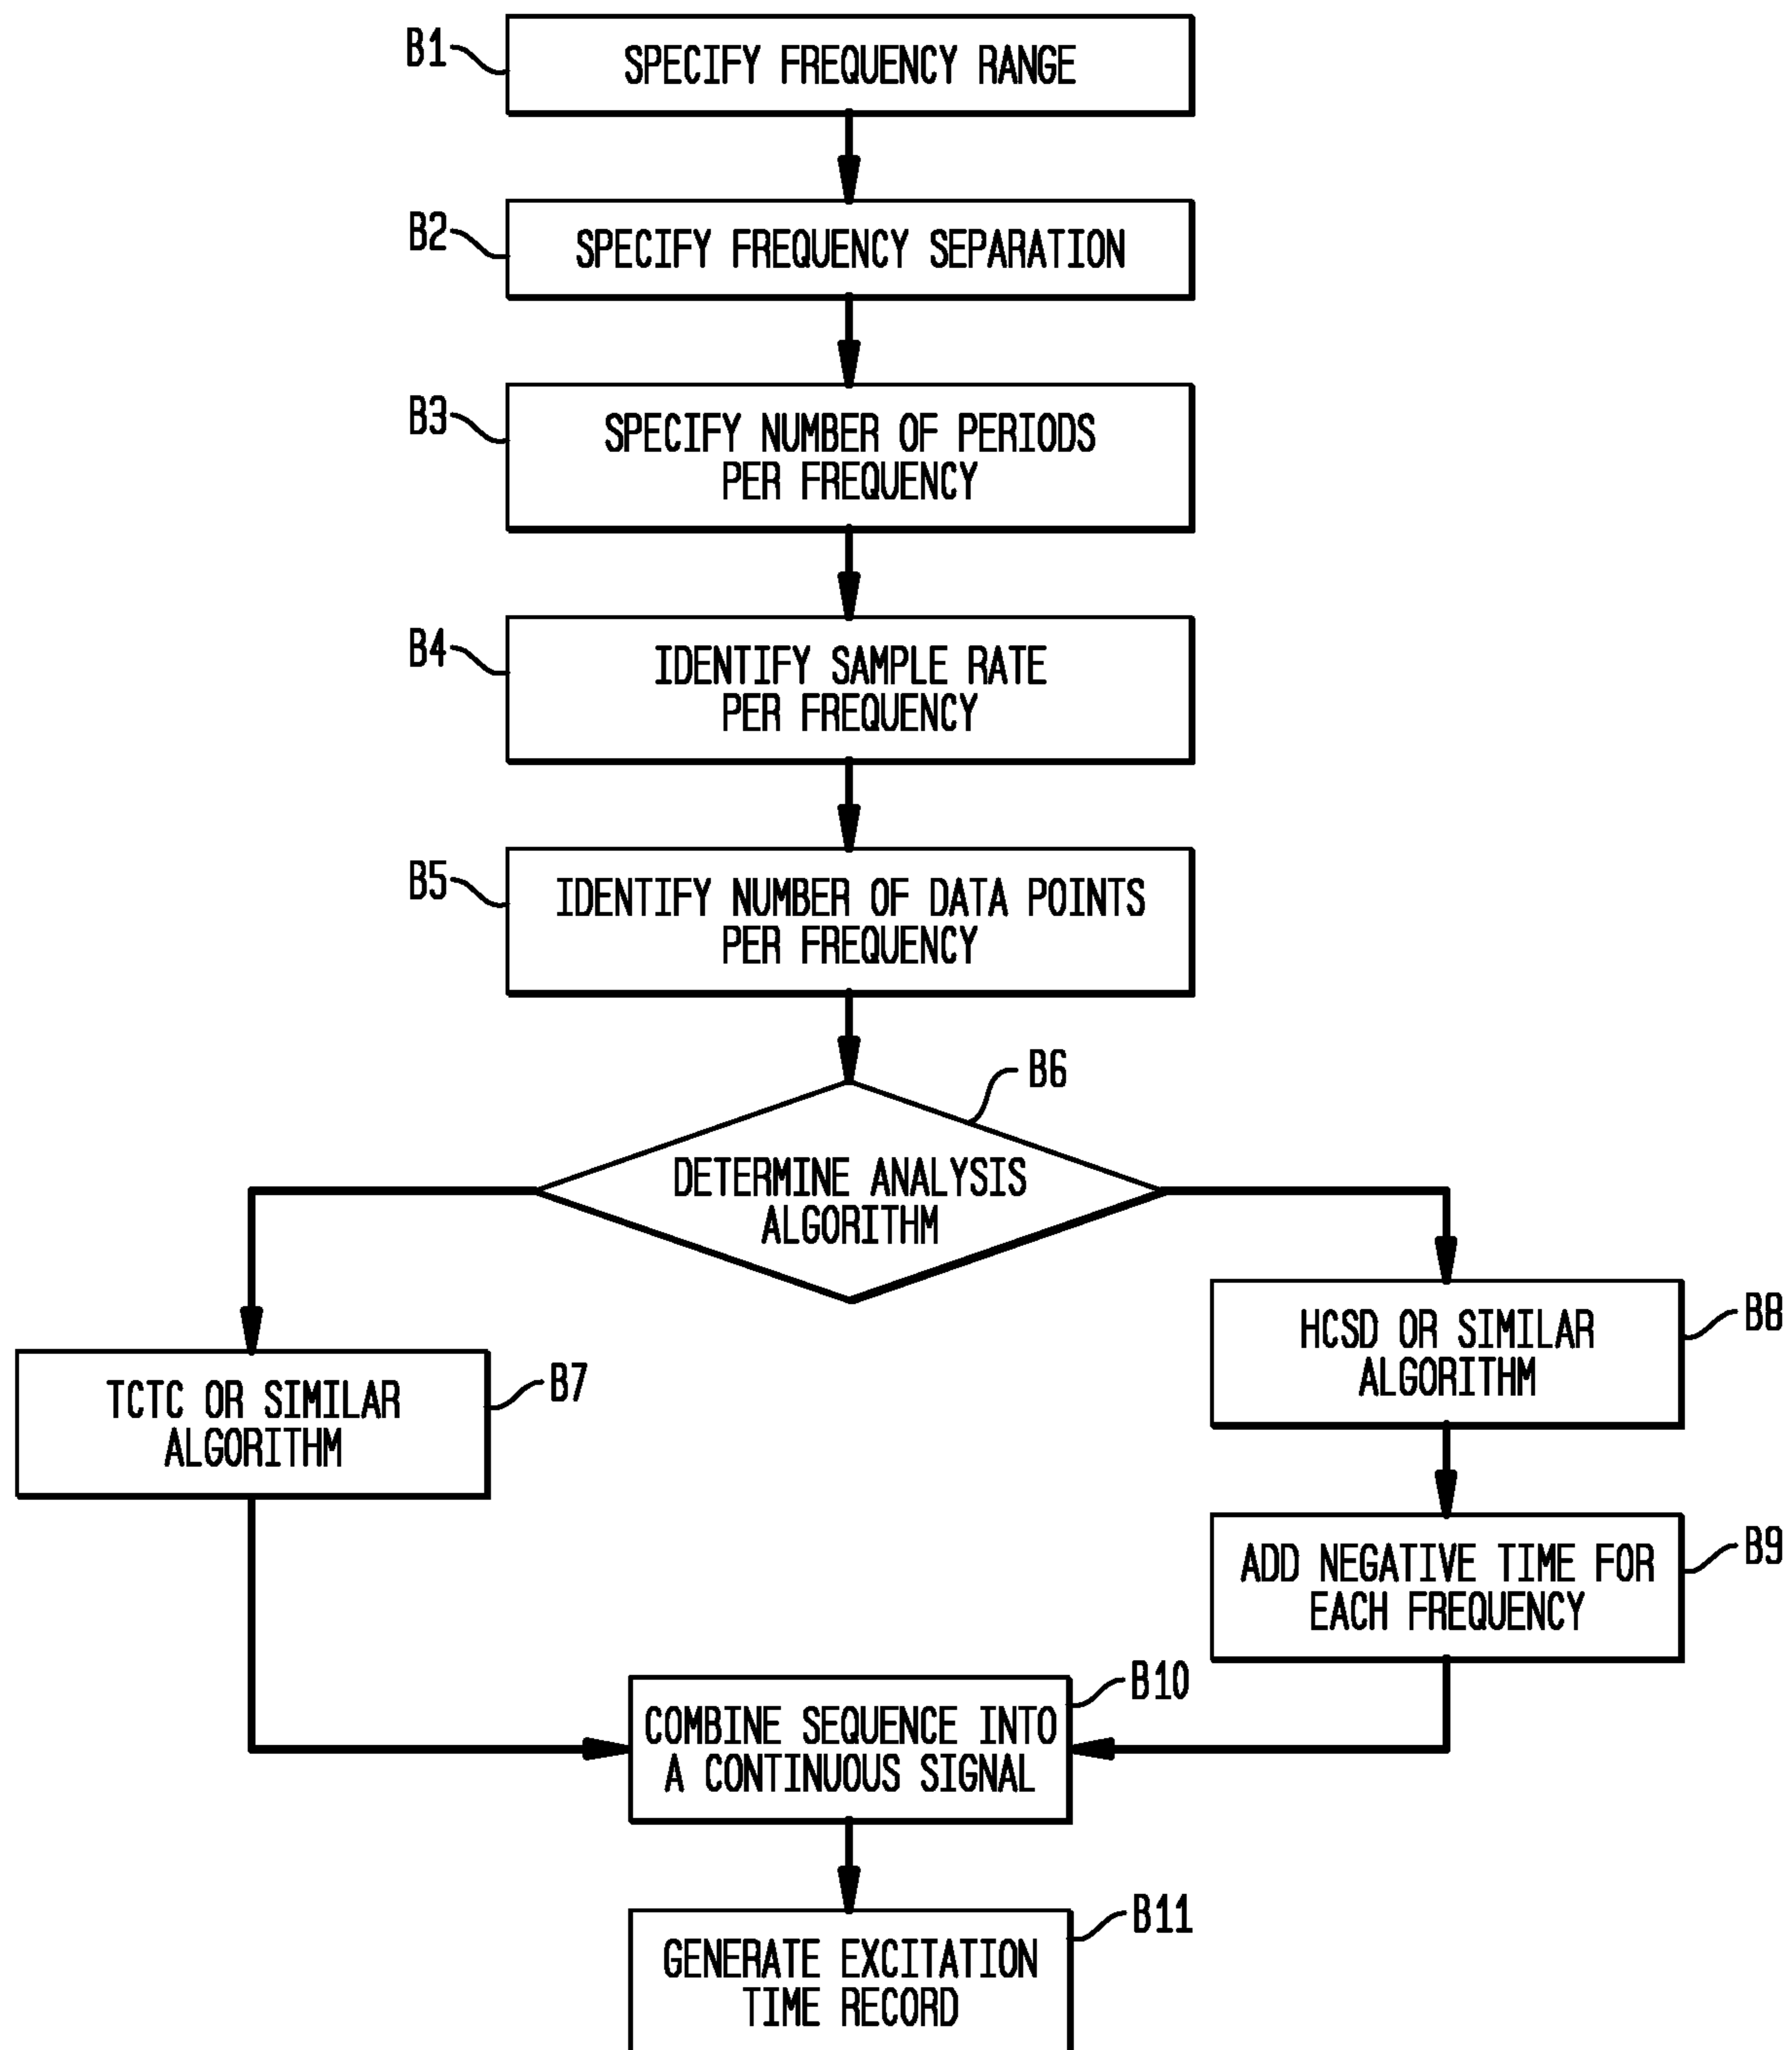 B1
SPECIFY FREQUENCY RANGE
B2
SPECIFY FREQUENCY SEPARATION
B3
SPECIFY NUMBER OF PERIODS
PER FREQUENCY
B4
IDENTIFY SAMPLE RATE
PER FREQUENCY
B5
IDENTIFY NUMBER OF DATA POINTS
PER FREQUENCY
B6
DETERMINE ANALYSIS
ALGORITHM
B7
TCTC OR SIMILAR
ALGORITHM
B8
HCSD OR SIMILAR
ALGORITHM
B9
ADD NEGATIVE TIME FOR
EACH FREQUENCY
B10
COMBINE SEQUENCE INTO
A CONTINUOUS SIGNAL
B11
GENERATE EXCITATION
TIME RECORD